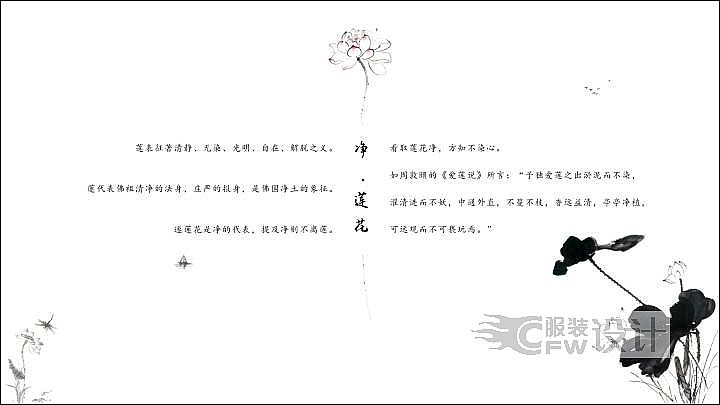 净·莲花
莲表征著清静、无染、光明、自在、解脱之义。
莲代表佛祖清净的法身，庄严的报身，是佛国净土的象征。
逑莲花是净的代表，提及净则不离莲。
看取莲花净，方知不染心。
如周敦颐的《爱莲说》所言：“予独爱莲之出淤泥而不染，
濯清涟而不妖，中通外直，不蔓不枝，香远益清，亭亭净植，
可远观而不可亵玩焉。”
CFW服装设计